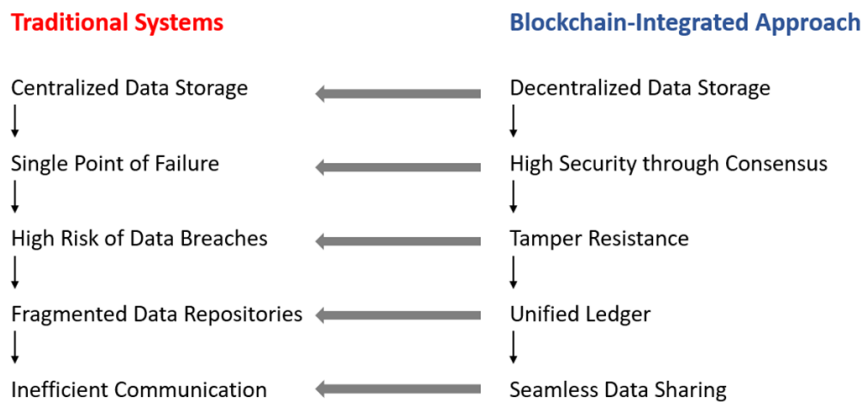 Traditional Systems
Blockchain-Integrated Approach
Centralized Data Storage
Decentralized Data Storage
Single Point of Failure
High Security through Consensus
High Risk of Data Breaches
Tamper Resistance
Fragmented Data Repositories
Unified Ledger
Inefficient Communication
Seamless Data Sharing